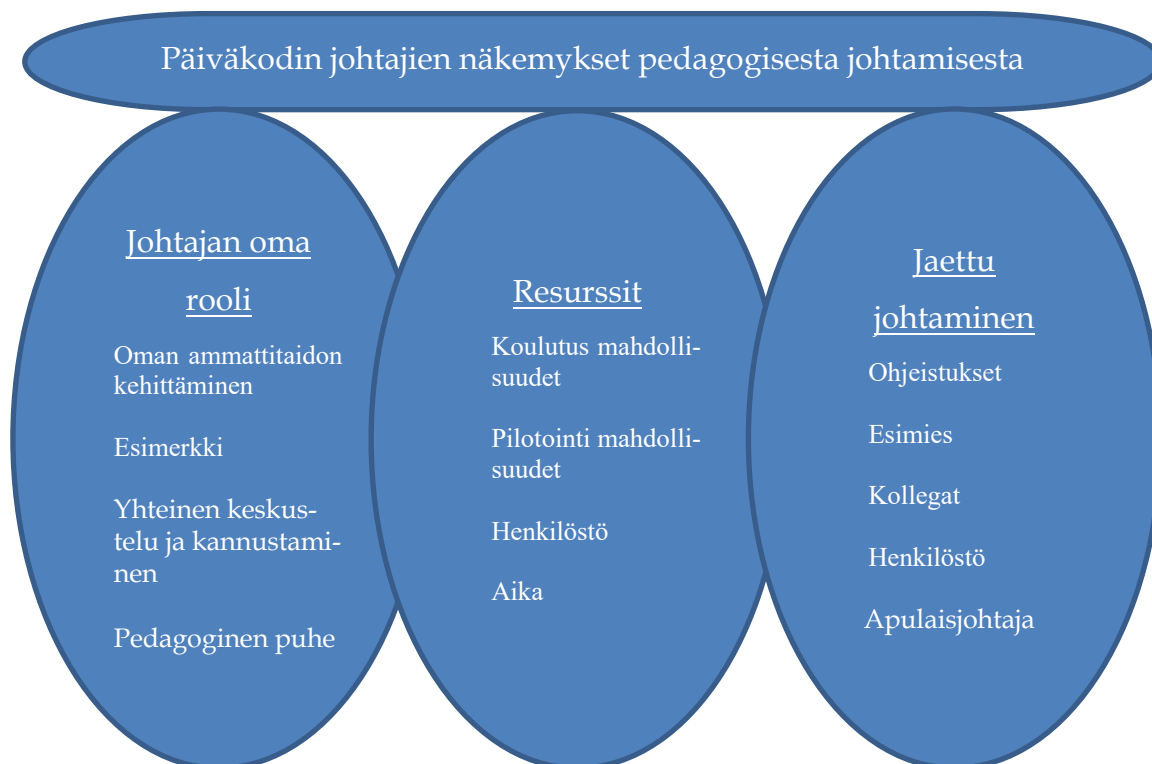 Päiväkodin johtajien näkemykset pedagogisesta johtamisesta
Johtajan oma
rooli
Oman ammattitaidon
kehittäminen
Esimerkki
Yhteinen keskus-
telu ja kannustami-
nen
Pedagoginen puhe
Resurssit
Koulutus mahdolli-
suudet
Pilotointi mahdolli-
suudet
Henkilöstö
Aika
Jaettu
johtaminen
Ohjeistukset
Esimies
Kollegat
Henkilöstö
Apulaisjohtaja